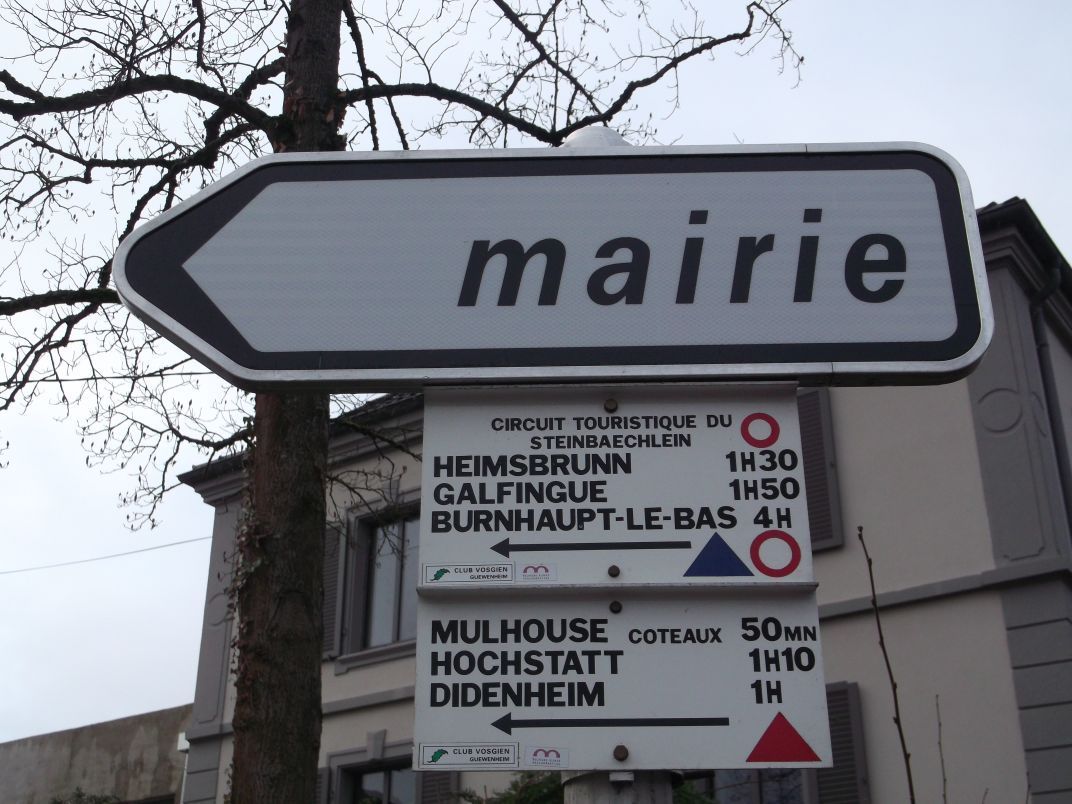 mairie
CIRCUIT TOURISTIQUE DU
STEINBAECHLEIN
HEIMSBRUNN 1H30
GALFINGUE 1H50
BURNHAUPT-LE-BAS 4H
CLUB VOSGIEN
GUEWENHEIM
MULHOUSE COTEAUX 50MN
HOCHSTATT 1H10
DIDENHEIM 1H
CLUB VOSGIEN
GUEWENHEIM